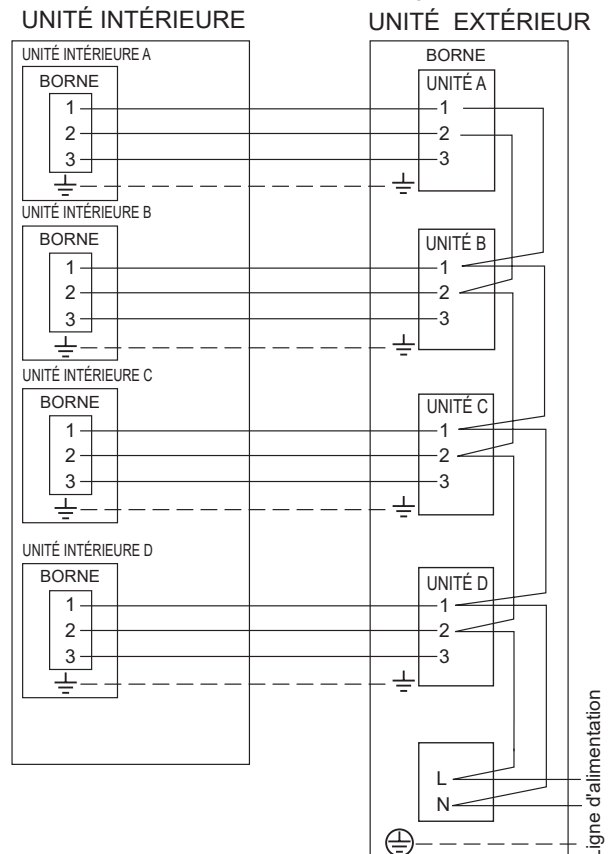 UNITÉ INTÉRIEURE
UNITÉ EXTÉRIEUR
UNITÉ INTÉRIEURE A
BORNE
1
2
3
BORNE
UNITÉ A
1
2
3
UNITÉ INTÉRIEURE B
BORNE
1
2
3
UNITÉ B
1
2
3
UNITÉ INTÉRIEURE C
BORNE
1
2
3
UNITÉ C
1
2
3
UNITÉ INTÉRIEURE D
BORNE
1
2
3
UNITÉ D
1
2
3
L
N
Ligne d'alimentation